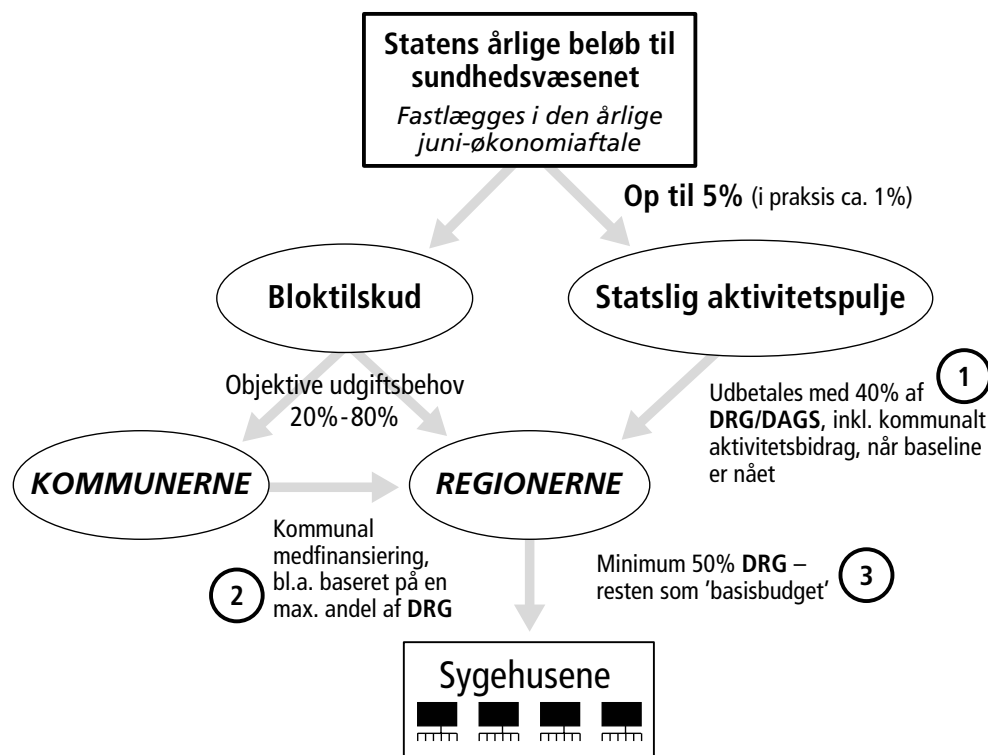 Statens årlige beløb til
sundhedsvæsenet
Fastlægges i den årlige
juni-økonomiaftale
Op til 5% (i praksis ca. 1%)
Bloktilskud
Statslig aktivitetspulje
Objektive udgiftsbehov
20%-80%
1
Udbetales med 40% af
DRG/DAGS, inkl. kommunalt
aktivitetsbidrag, når baseline
er nået
KOMMUNERNE
REGIONERNE
2
Kommunal
medfinansiering,
bl.a. baseret på en
max. andel af DRG
Minimum 50% DRG –
resten som ’basisbudget’
3
Sygehusene